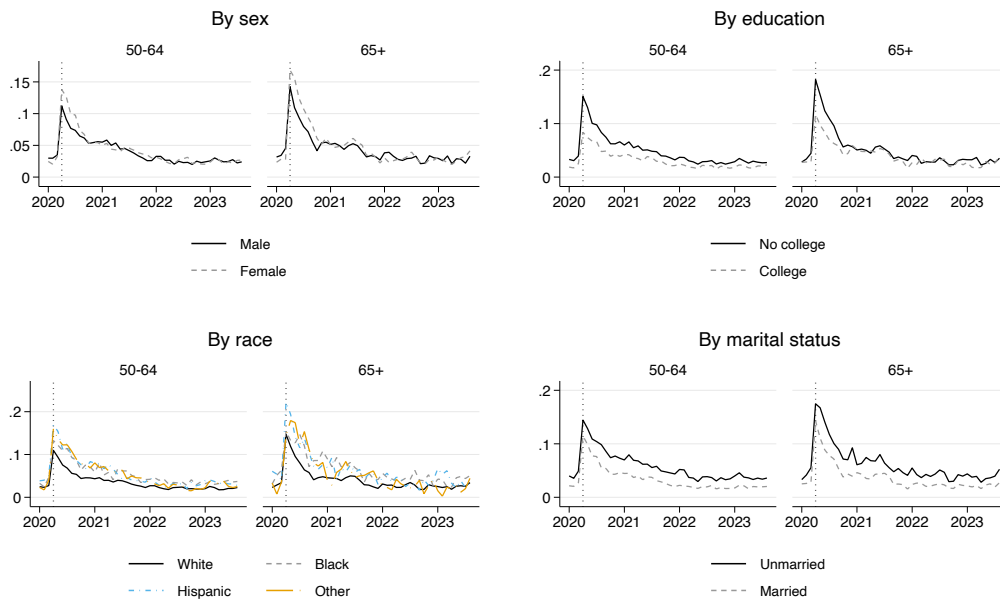 By sex
50-64 65+
.15
.1
.05
0
2020 2021 2022 2023 2020 2021 2022 2023
Male
Female
By education
50-64 65+
.2
.1
0
2020 2021 2022 2023 2020 2021 2022 2023
No college
College
By race
50-64 65+
.2
.1
0
2020 2021 2022 2023 2020 2021 2022 2023
White Black
Hispanic Other
By marital status
50-64 65+
.2
.1
0
2020 2021 2022 2023 2020 2021 2022 2023
Unmarried
Married